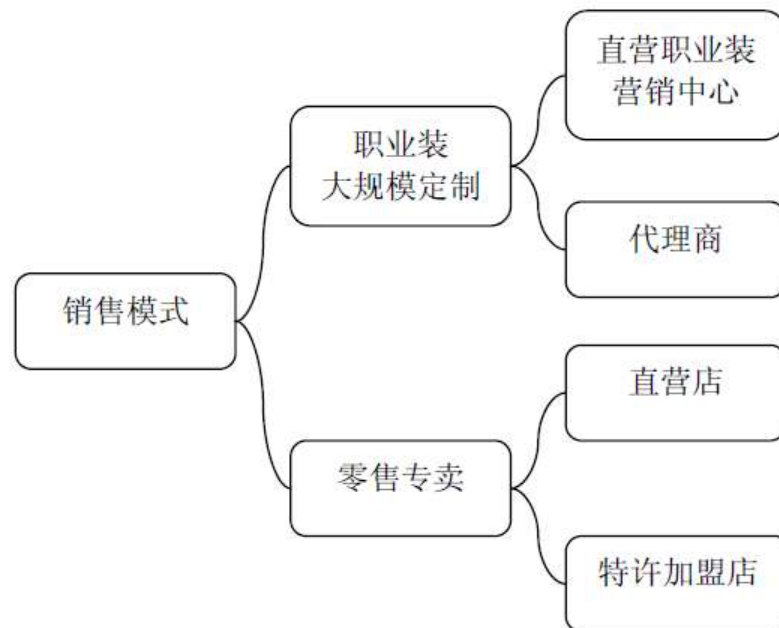 销售模式
职业装
大规模定制
直营职业装
营销中心
代理商
零售专卖
直营店
特许加盟店